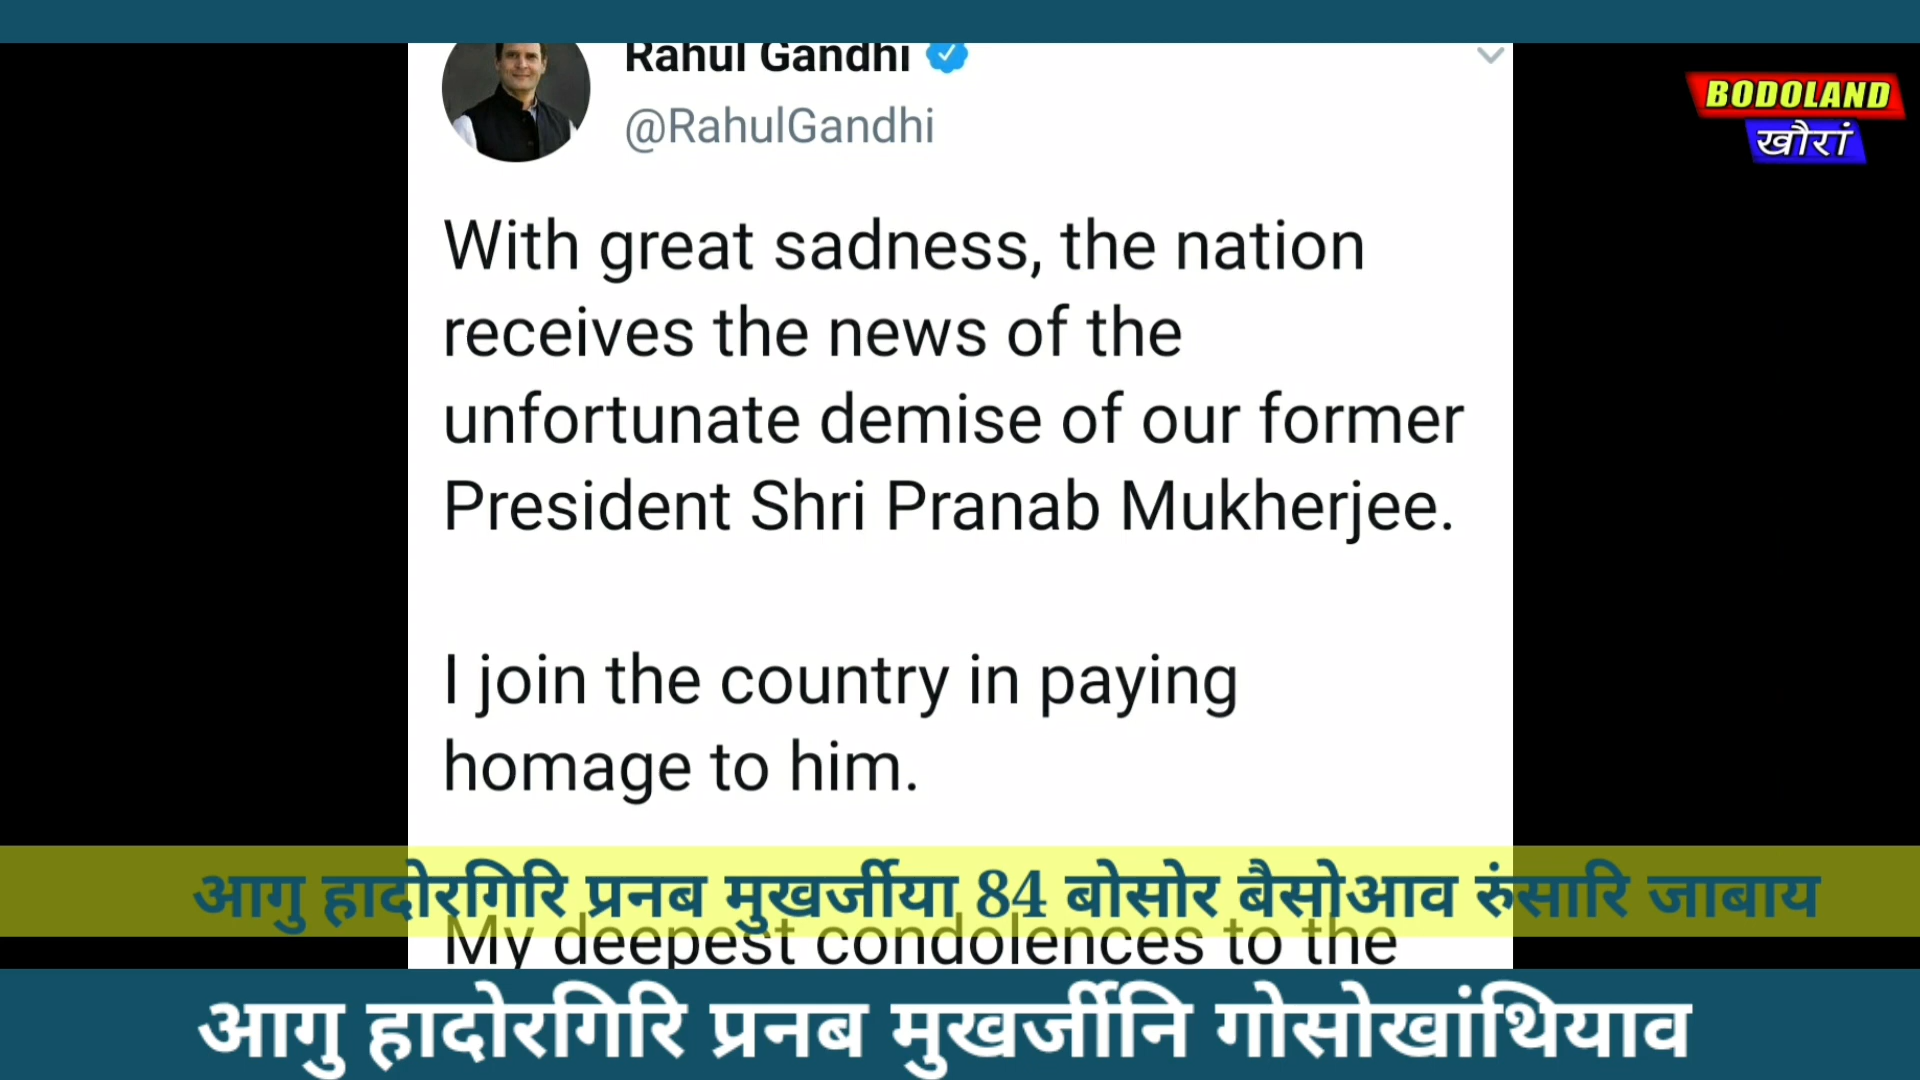 Rahul Gandhi
@RahulGandhi
BODOLAND
खौरां
With great sadness, the nation
receives the news of the
unfortunate demise of our former
President Shri Pranab Mukherjee.
I join the country in paying
homage to him.
आगु हादोरगिरि प्रनब मुखर्जीया 84 बोसोर बैसोआव रुंसारि जाबाय
My deepest condolences to the
आगु हादोरगिरि प्रनब मुखर्जीनि गोसोखांथियाव